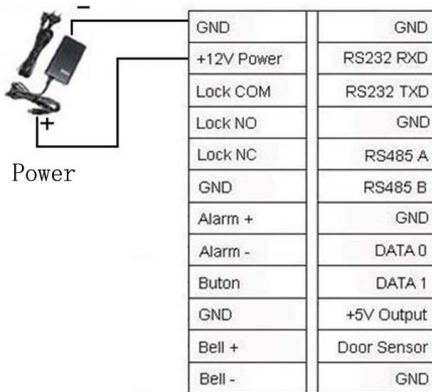 −
GND GND
+12V Power RS232 RXD
Lock COM RS232 TXD
Lock NO GND
+
Lock NC RS485 A
Power
GND RS485 B
Alarm + GND
Alarm - DATA 0
Buton DATA 1
GND +5V Output
Bell + Door Sensor
Bell - GND